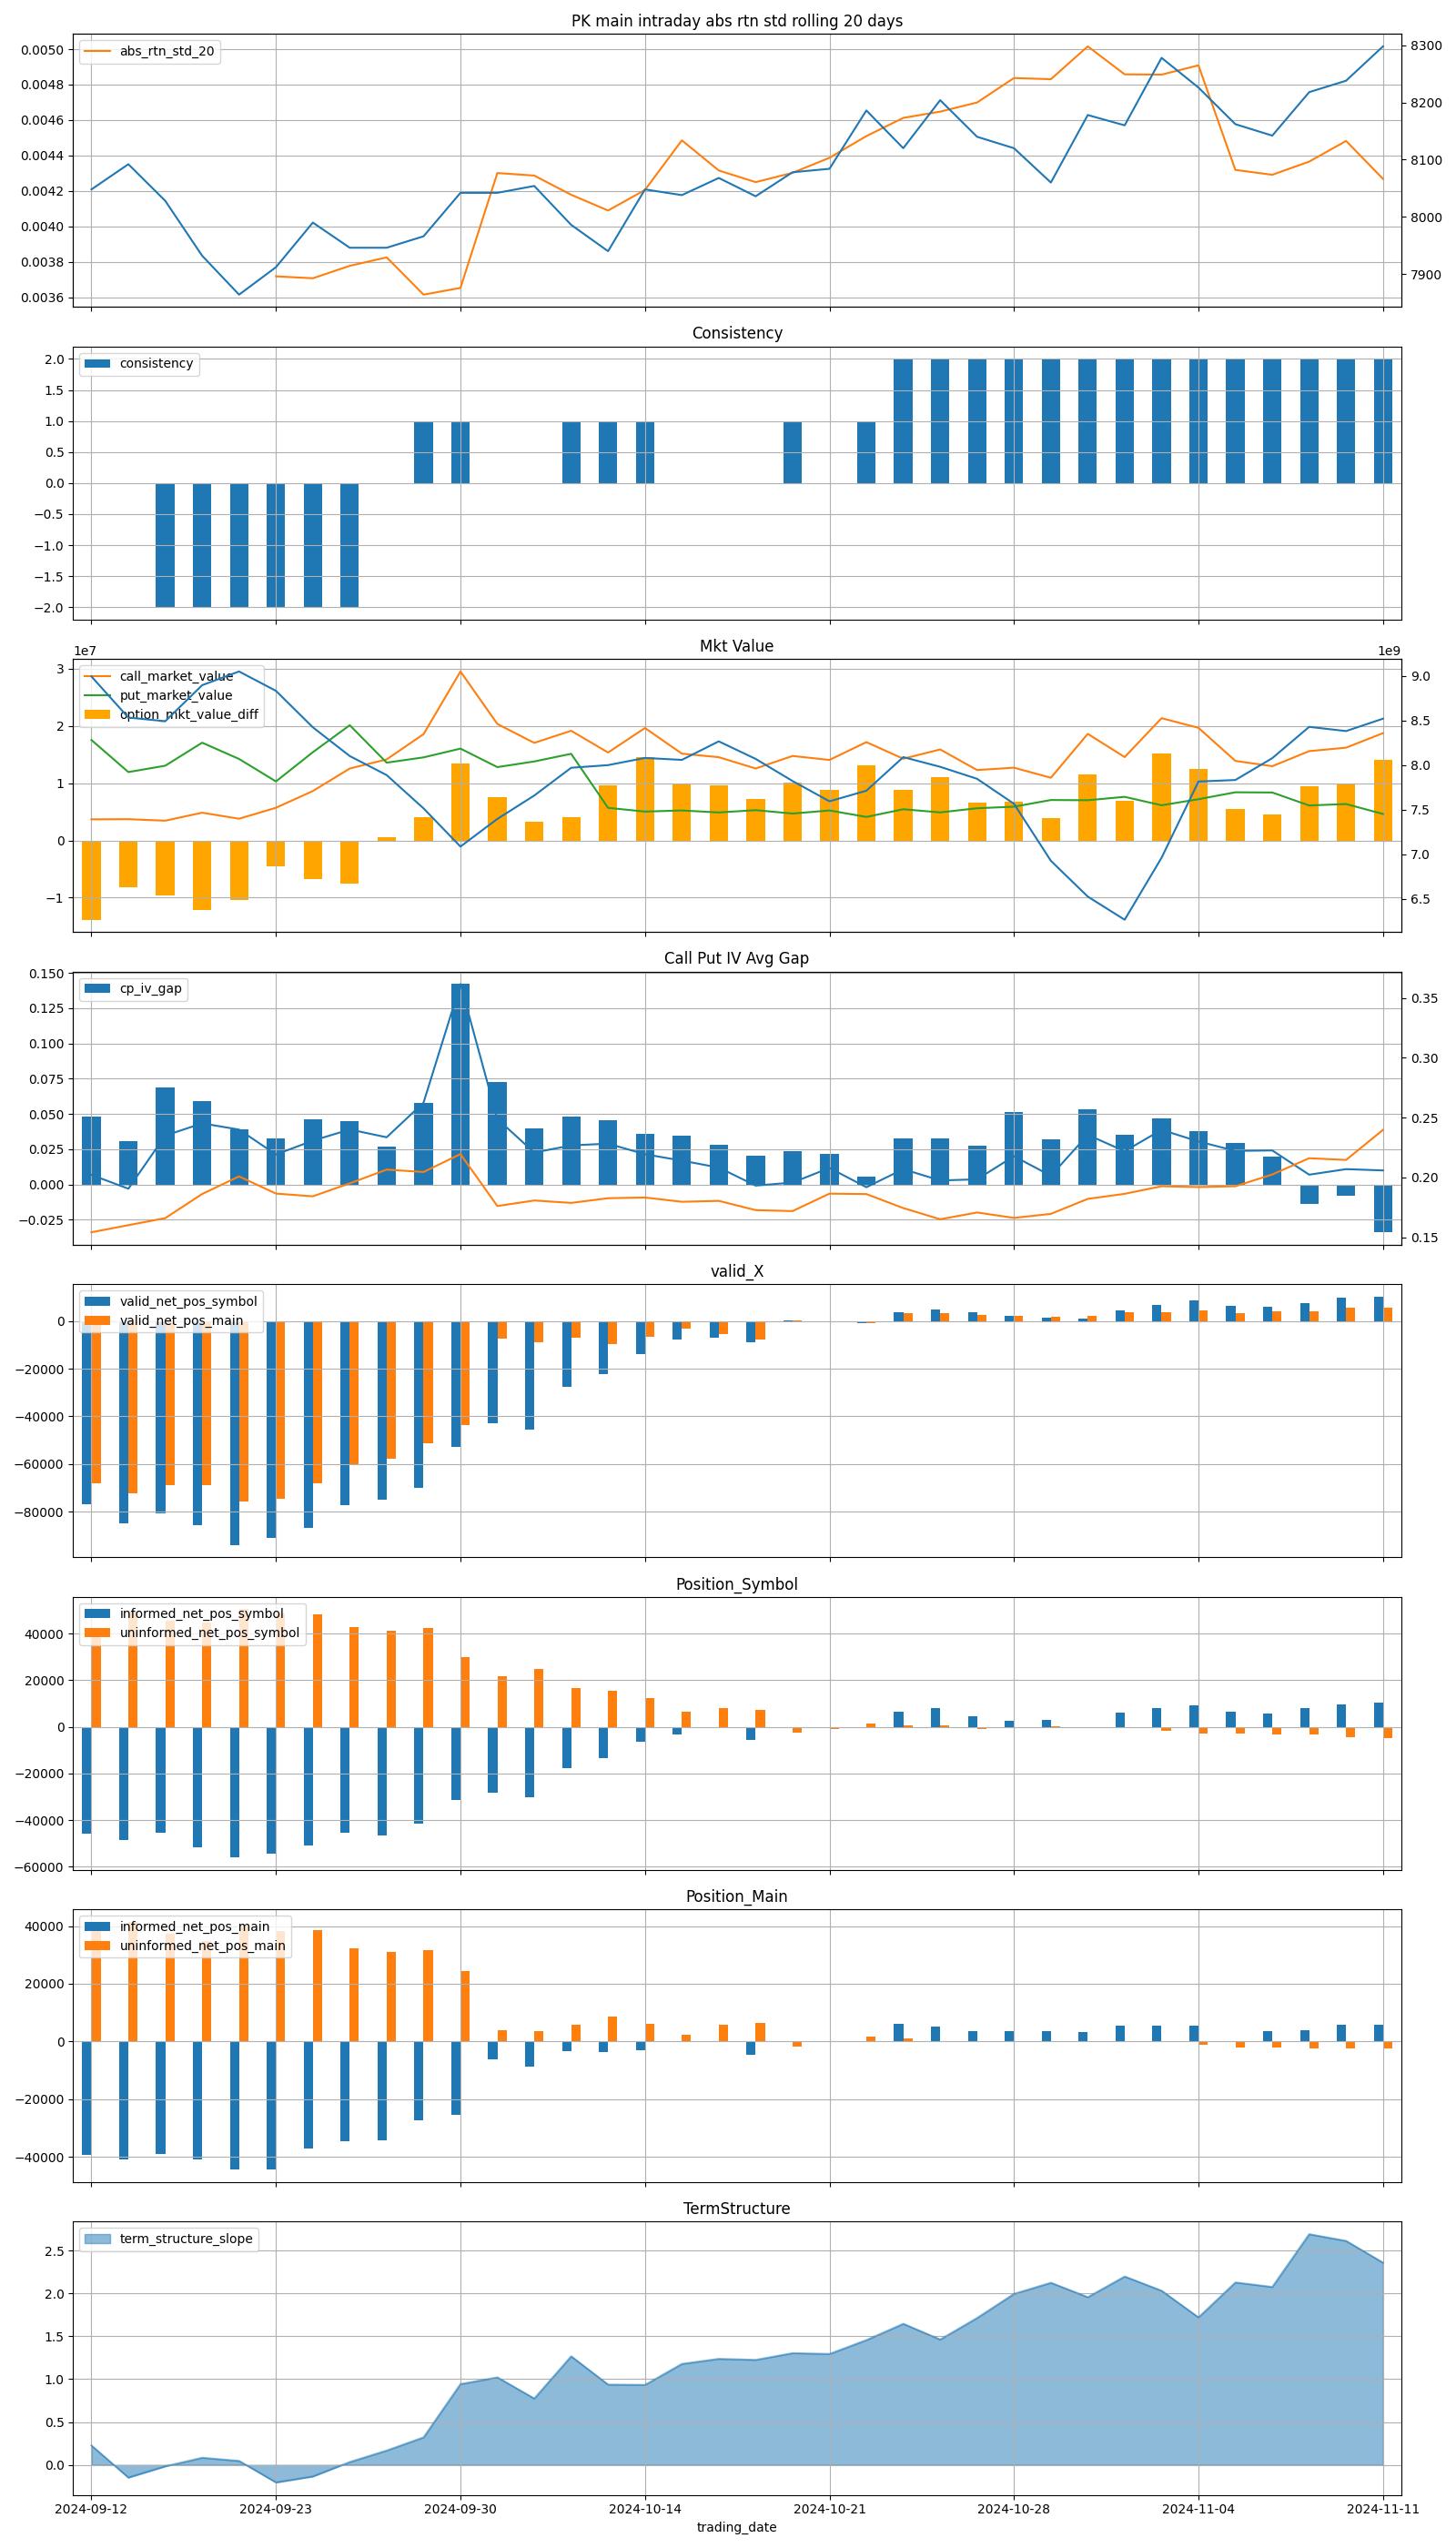 PK main intraday abs rtn std rolling 20 days
abs_rtn_std_20
0.0050
0.0048
0.0046
0.0044
0.0042
0.0040
0.0038
0.0036
8300
8200
8100
8000
7900
Consistency
consistency
2.0
1.5
1.0
0.5
0.0
−0.5
−1.0
−1.5
−2.0
Mkt Value
1e7
1e9
call_market_value
put_market_value
option_mkt_value_diff
3
2
1
0
−1
9.0
8.5
8.0
7.5
7.0
6.5
Call Put IV Avg Gap
cp_iv_gap
0.150
0.125
0.100
0.075
0.050
0.025
0.000
−0.025
0.35
0.30
0.25
0.20
0.15
valid_X
valid_net_pos_symbol
valid_net_pos_main
0
−20000
−40000
−60000
−80000
Position_Symbol
informed_net_pos_symbol
uninformed_net_pos_symbol
40000
20000
0
−20000
−40000
−60000
Position_Main
informed_net_pos_main
uninformed_net_pos_main
40000
20000
0
−20000
−40000
TermStructure
term_structure_slope
2.5
2.0
1.5
1.0
0.5
0.0
2024-09-12 2024-09-23 2024-09-30 2024-10-14 2024-10-21 2024-10-28 2024-11-04 2024-11-11
trading_date